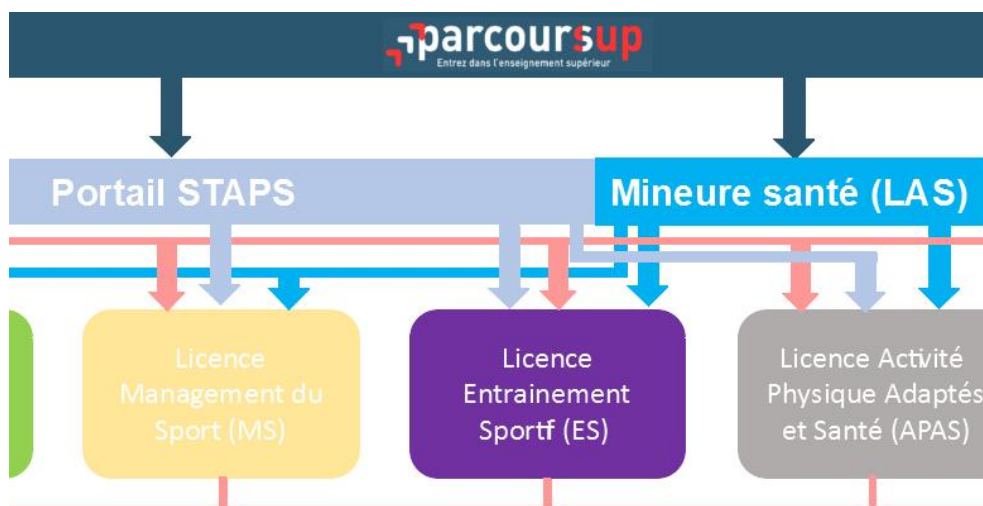 parcoursup
Entrez dans l'enseignement supérieur
Portail STAPS
Mineure santé (LAS)
Licence
Management du
Sport (MS)
Licence
Entrainement
Sportif (ES)
Licence Activité
Physique Adaptés
et Santé (APAS)